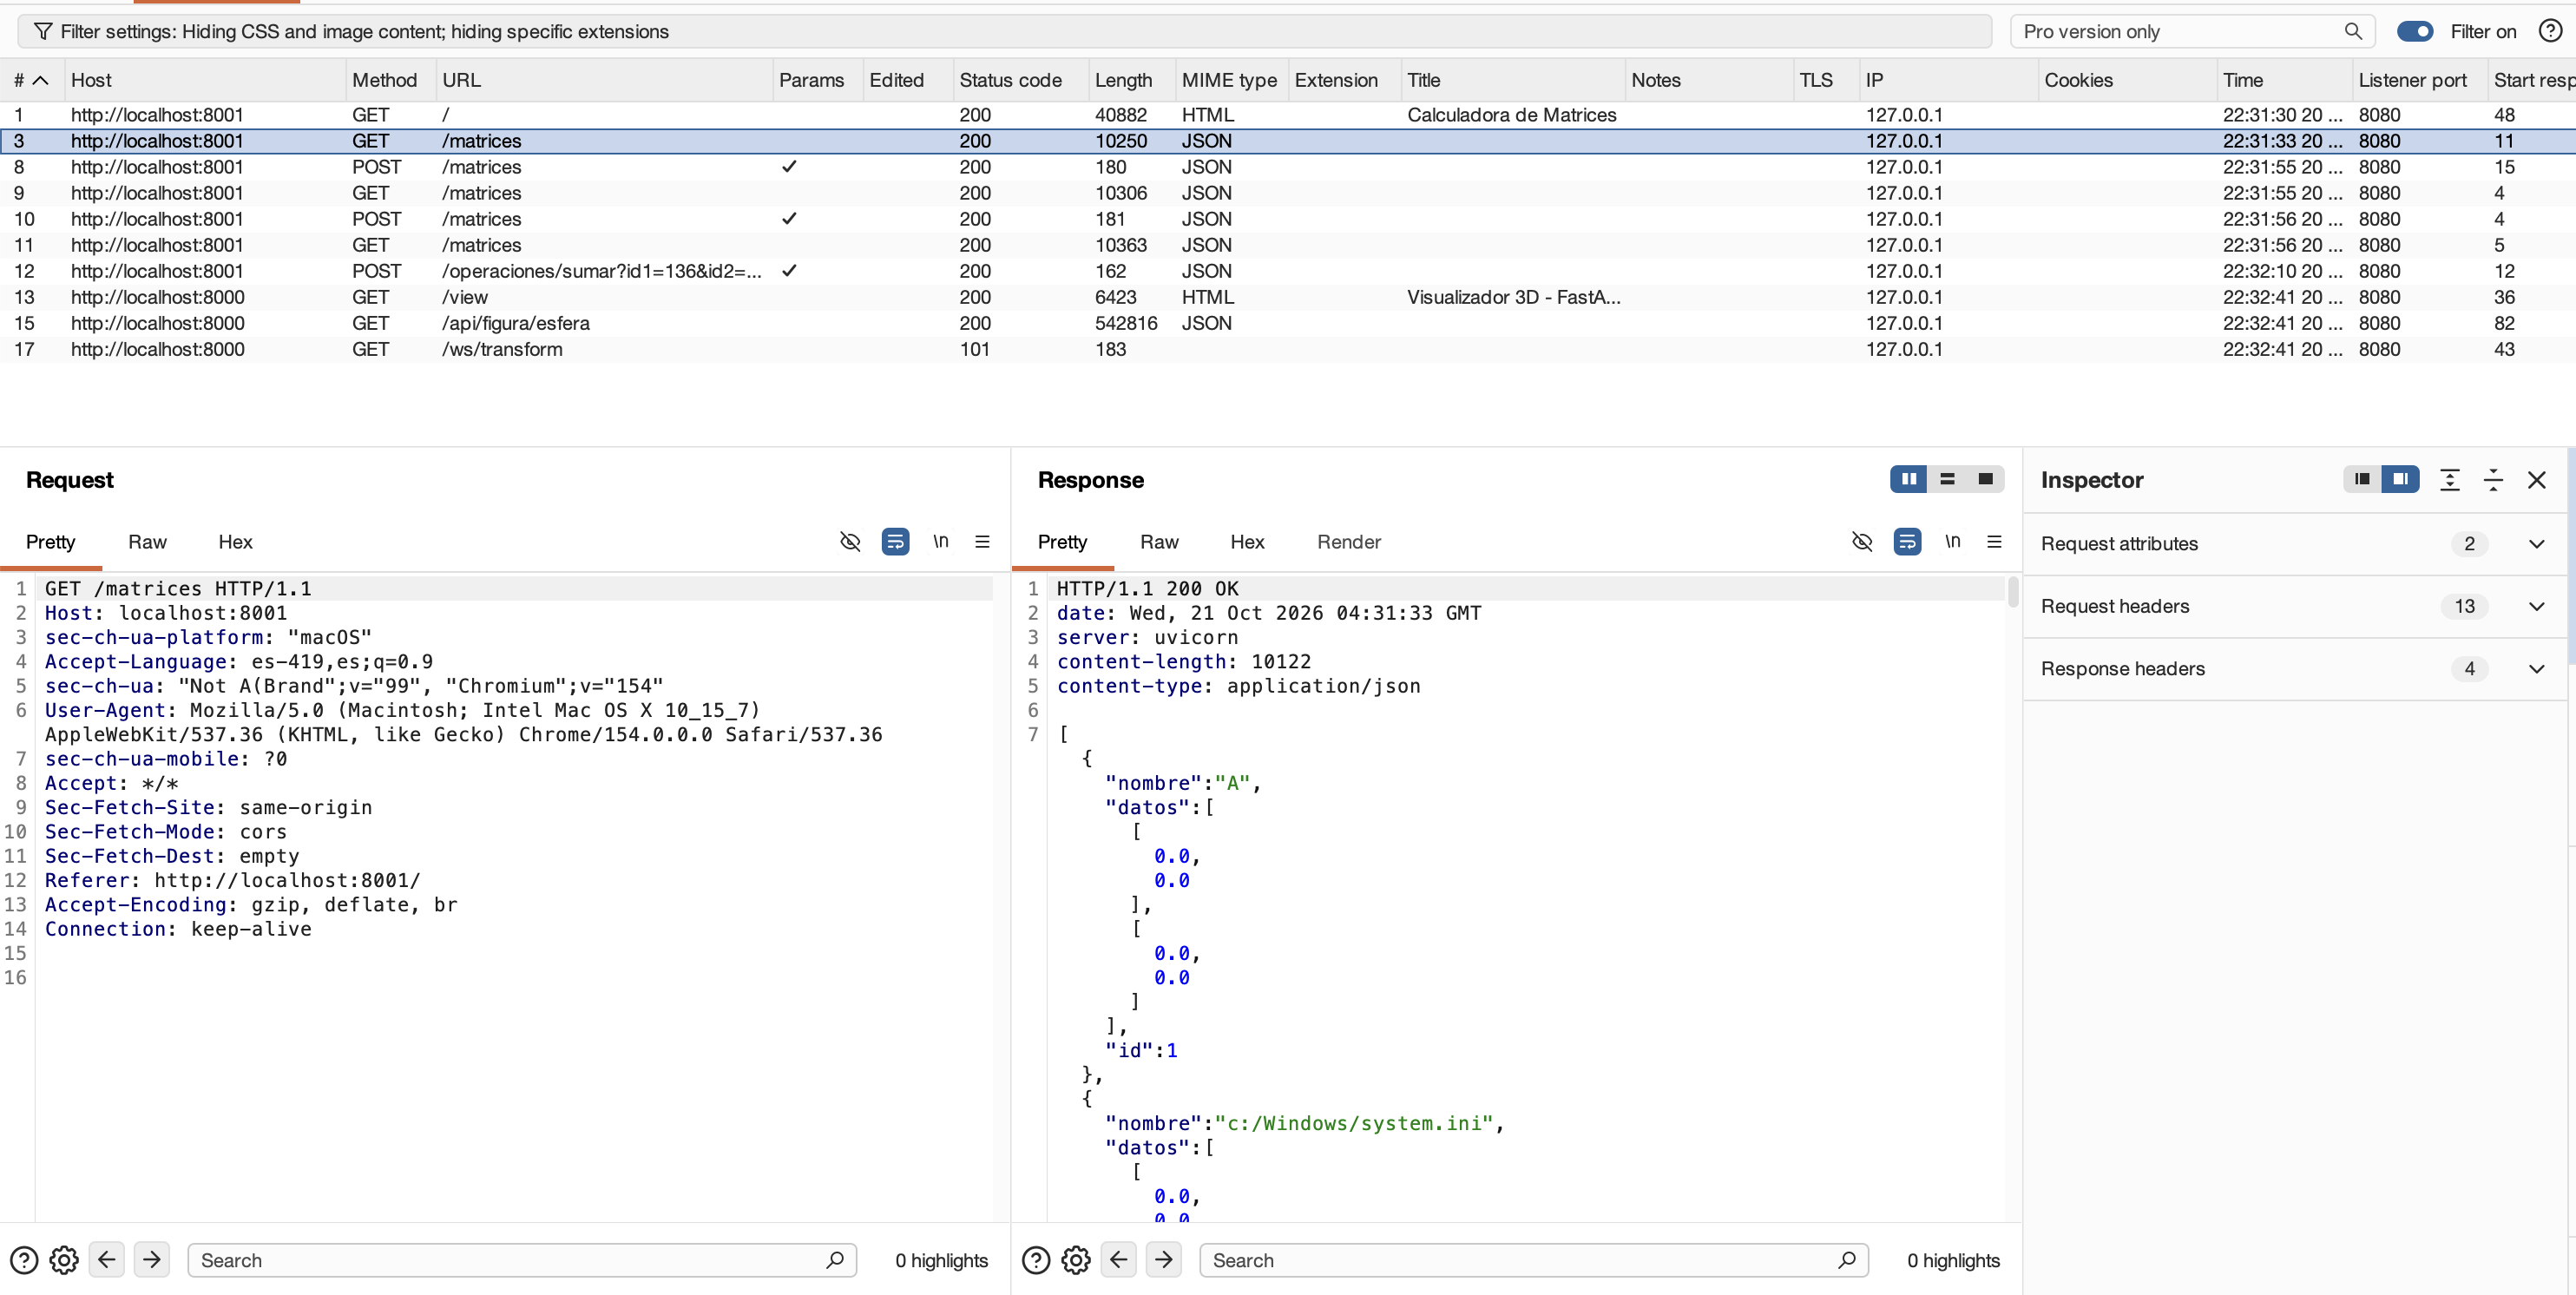 Filter settings: Hiding CSS and image content; hiding specific extensions Pro version only Filter on
# Host Method URL Params Edited Status code Length MIME type Extension Title Notes TLS IP Cookies Time Listener port Start resp
1 http://localhost:8001 GET / 200 40882 HTML Calculadora de Matrices 127.0.0.1 22:31:30 20 ... 8080 48
3 http://localhost:8001 GET /matrices 200 10250 JSON 127.0.0.1 22:31:33 20 ... 8080 11
8 http://localhost:8001 POST /matrices ✓ 200 180 JSON 127.0.0.1 22:31:55 20 ... 8080 15
9 http://localhost:8001 GET /matrices 200 10306 JSON 127.0.0.1 22:31:55 20 ... 8080 4
10 http://localhost:8001 POST /matrices ✓ 200 181 JSON 127.0.0.1 22:31:56 20 ... 8080 4
11 http://localhost:8001 GET /matrices 200 10363 JSON 127.0.0.1 22:31:56 20 ... 8080 5
12 http://localhost:8001 POST /operaciones/sumar?id1=136&id2=... ✓ 200 162 JSON 127.0.0.1 22:32:10 20 ... 8080 12
13 http://localhost:8000 GET /view 200 6423 HTML Visualizador 3D - FastA... 127.0.0.1 22:32:41 20 ... 8080 36
15 http://localhost:8000 GET /api/figura/esfera 200 542816 JSON 127.0.0.1 22:32:41 20 ... 8080 82
17 http://localhost:8000 GET /ws/transform 101 183 127.0.0.1 22:32:41 20 ... 8080 43
Request
Pretty Raw Hex \n
1 GET /matrices HTTP/1.1
2 Host: localhost:8001
3 sec-ch-ua-platform: "macOS"
4 Accept-Language: es-419,es;q=0.9
5 sec-ch-ua: "Not A(Brand";v="99", "Chromium";v="154"
6 User-Agent: Mozilla/5.0 (Macintosh; Intel Mac OS X 10_15_7)
AppleWebKit/537.36 (KHTML, like Gecko) Chrome/154.0.0.0 Safari/537.36
7 sec-ch-ua-mobile: ?0
8 Accept: */*
9 Sec-Fetch-Site: same-origin
10 Sec-Fetch-Mode: cors
11 Sec-Fetch-Dest: empty
12 Referer: http://localhost:8001/
13 Accept-Encoding: gzip, deflate, br
14 Connection: keep-alive
15
16
Search 0 highlights
Response
Pretty Raw Hex Render \n
1 HTTP/1.1 200 OK
2 date: Wed, 21 Oct 2026 04:31:33 GMT
3 server: uvicorn
4 content-length: 10122
5 content-type: application/json
6
7 [
{
"nombre":"A",
"datos":[
[
0.0,
0.0
],
[
0.0,
0.0
]
],
"id":1
},
{
"nombre":"c:/Windows/system.ini",
"datos":[
[
0.0,
0.0
Search 0 highlights
Inspector
Request attributes 2
Request headers 13
Response headers 4